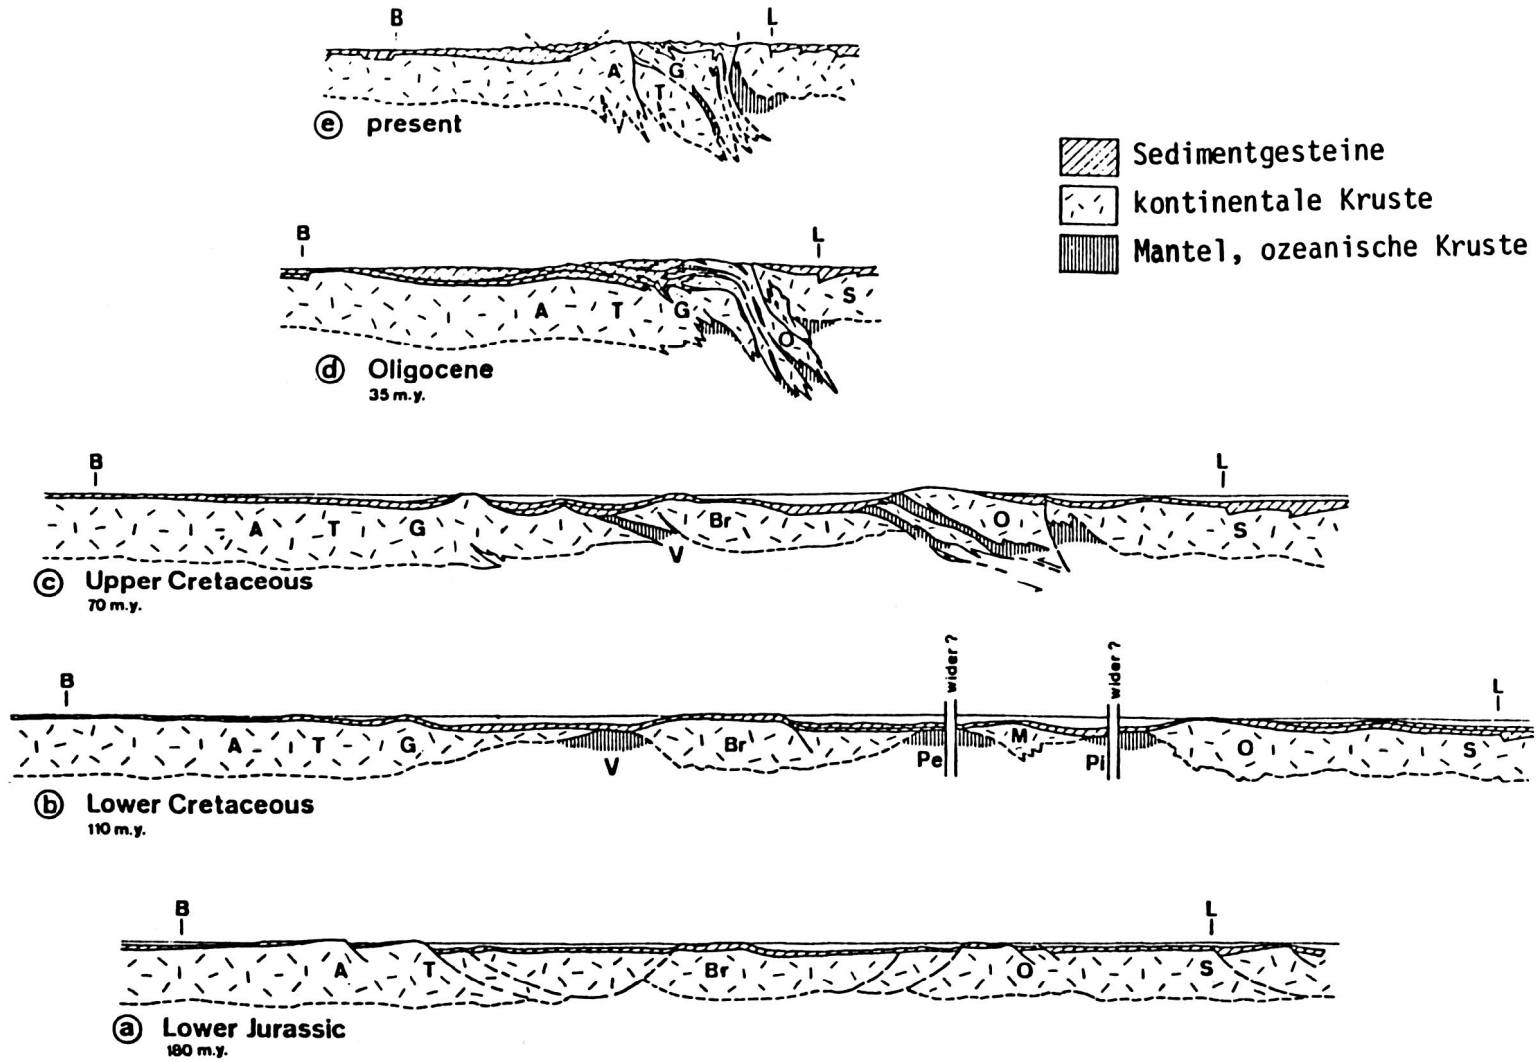 B L
A G
T
e present
Sedimentgesteine
kontinentale Kruste
Mantel, ozeanische Kruste
B L
A T G S
O
d Oligocene
35 m.y.
B L
A T G Br O S
V
c Upper Cretaceous
70 m.y.
wider ? wider ?
B L
A T G Br M O S
V Pe Pi
b Lower Cretaceous
110 m.y.
B L
A T Br O S
a Lower Jurassic
180 m.y.